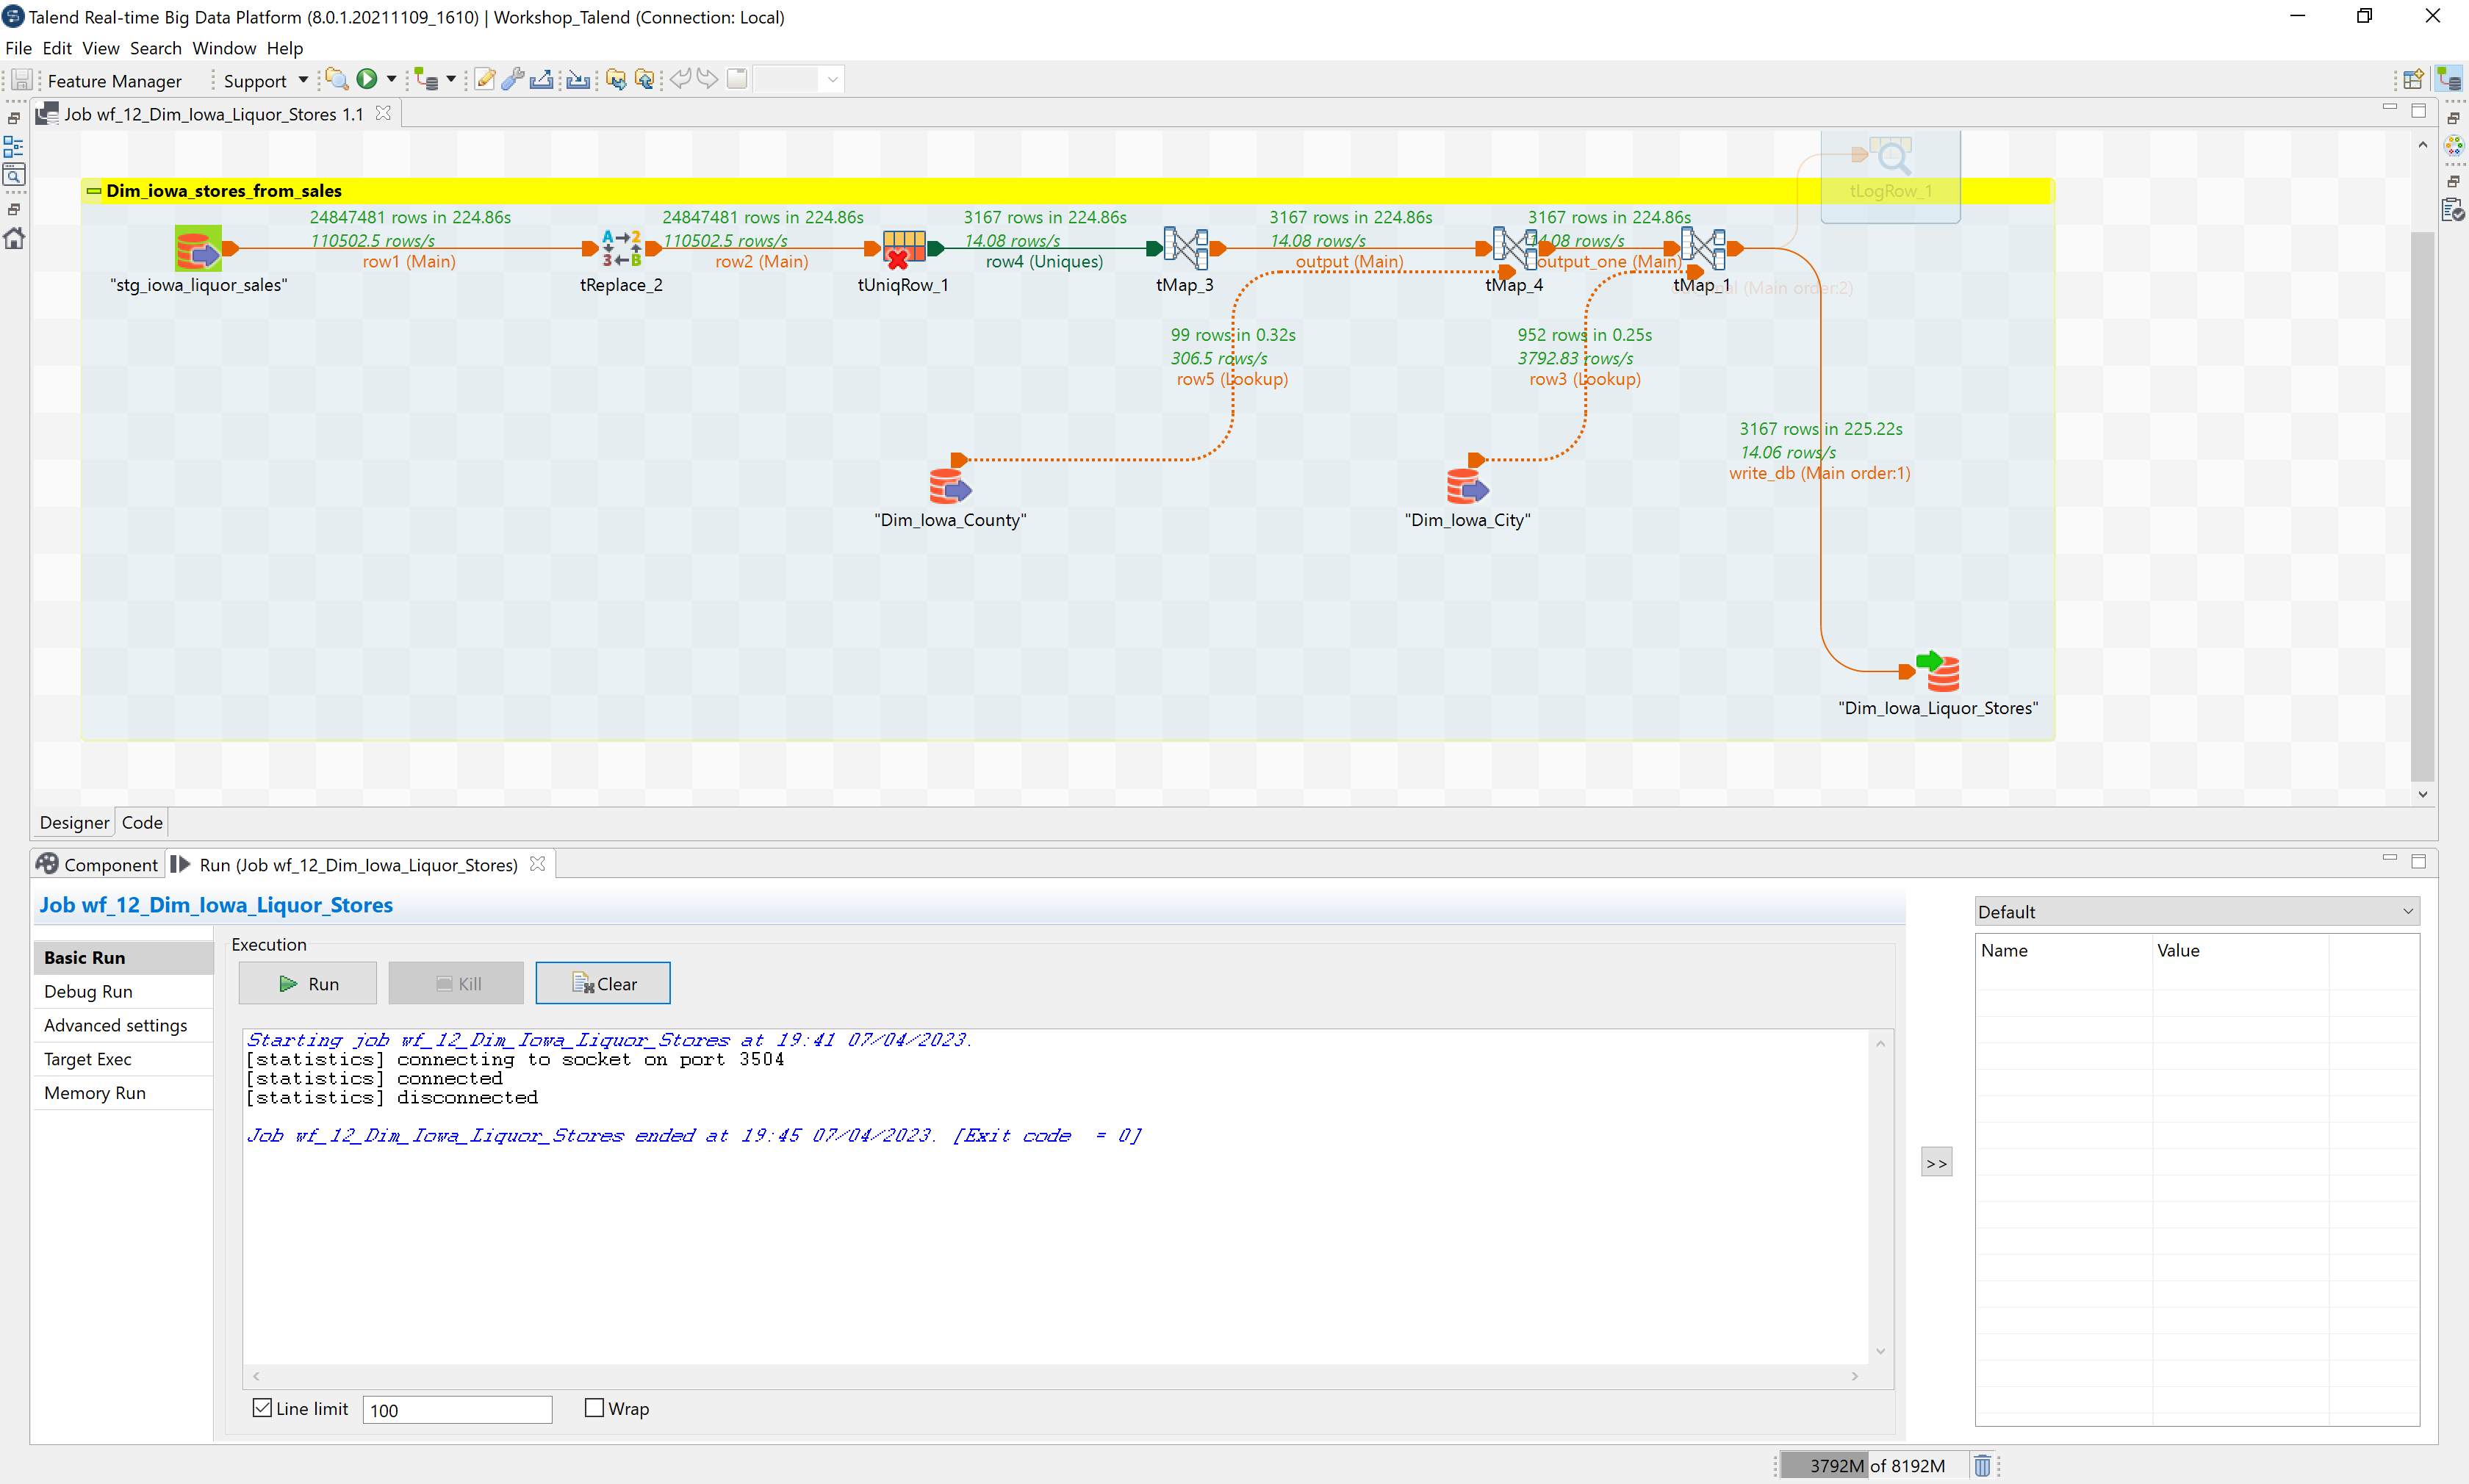 Talend Real-time Big Data Platform (8.0.1.20211109_1610) | Workshop_Talend (Connection: Local)
File Edit View Search Window Help
Feature Manager Support
Job wf_12_Dim_Iowa_Liquor_Stores 1.1
tLogRow_1
Dim_iowa_stores_from_sales
24847481 rows in 224.86s 24847481 rows in 224.86s 3167 rows in 224.86s 3167 rows in 224.86s 3167 rows in 224.86s
110502.5 rows/s 110502.5 rows/s 14.08 rows/s 14.08 rows/s 14.08 rows/s
row1 (Main) row2 (Main) row4 (Uniques) output (Main) output_one (Main)
"stg_iowa_liquor_sales" tReplace_2 tUniqRow_1 tMap_3 tMap_4 tMap_1 (Main order:2)
99 rows in 0.32s 952 rows in 0.25s
306.5 rows/s 3792.83 rows/s
row5 (Lookup) row3 (Lookup)
3167 rows in 225.22s
14.06 rows/s
write_db (Main order:1)
"Dim_Iowa_County" "Dim_Iowa_City"
"Dim_Iowa_Liquor_Stores"
Designer Code
Component Run (Job wf_12_Dim_Iowa_Liquor_Stores)
Job wf_12_Dim_Iowa_Liquor_Stores
Default
Basic Run
Debug Run
Advanced settings
Target Exec
Memory Run
Execution
Run Kill Clear
Name Value
Starting job wf_12_Dim_Iowa_Liquor_Stores at 19:41 07/04/2023.
[statistics] connecting to socket on port 3504
[statistics] connected
[statistics] disconnected
Job wf_12_Dim_Iowa_Liquor_Stores ended at 19:45 07/04/2023. [Exit code  = 0]
>>
Line limit 100 Wrap
3792M of 8192M